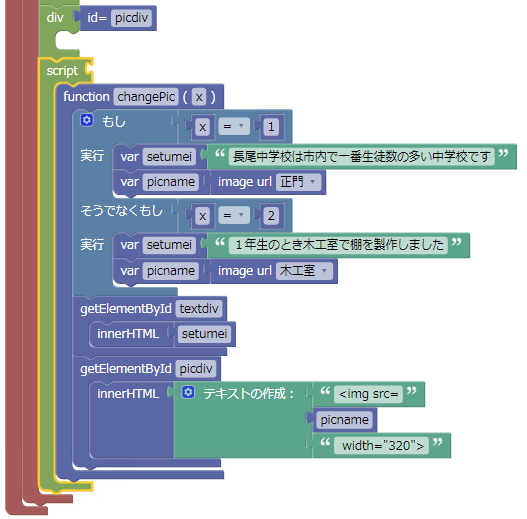 div id= picdiv
script
function changePic ( x )
もし x = 1
実行 var setumei “ 長尾中学校は市内で一番生徒数の多い中学校です ”
var picname image url 正門
そうでなくもし x = 2
実行 var setumei “ １年生のとき木工室で棚を製作しました ”
var picname image url 木工室
getElementById textdiv
innerHTML setumei
getElementById picdiv
innerHTML テキストの作成： “ <img src= ”
picname
“ width="320"> ”